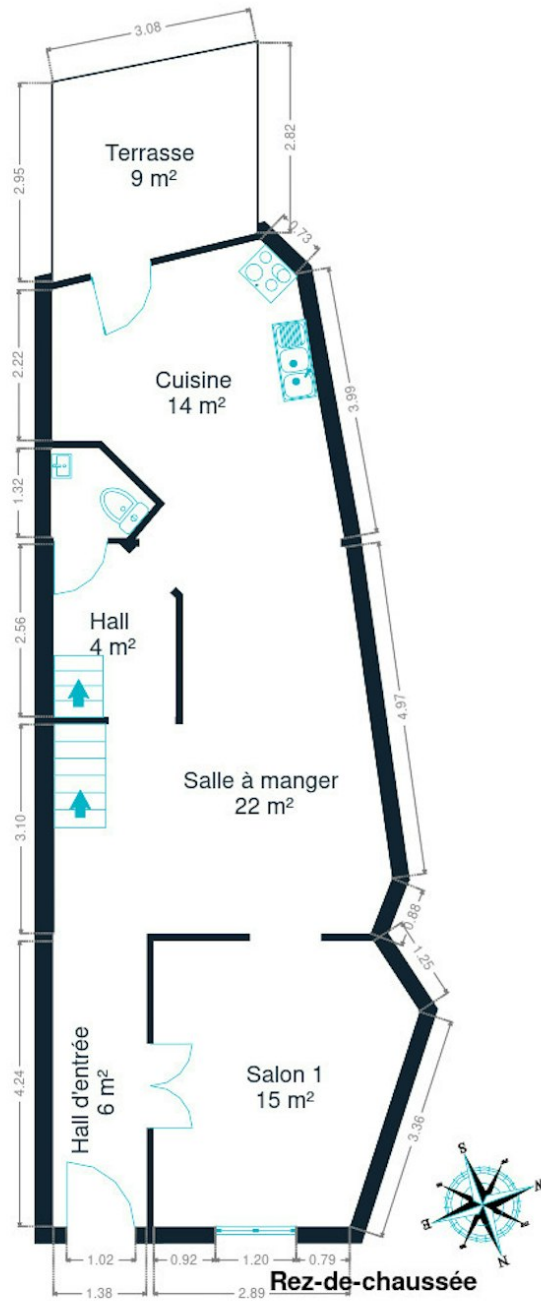 3.08
2.82
2.95
Terrasse
9 m²
0.73
2.22
Cuisine
14 m²
3.99
1.32
2.56
Hall
4 m²
4.97
Salle à manger
22 m²
3.10
0.88
1.25
4.24
Hall d'entrée
6 m²
Salon 1
15 m²
3.36
S
N
1.02
0.92
1.20
0.79
1.38
2.89
Rez-de-chaussée